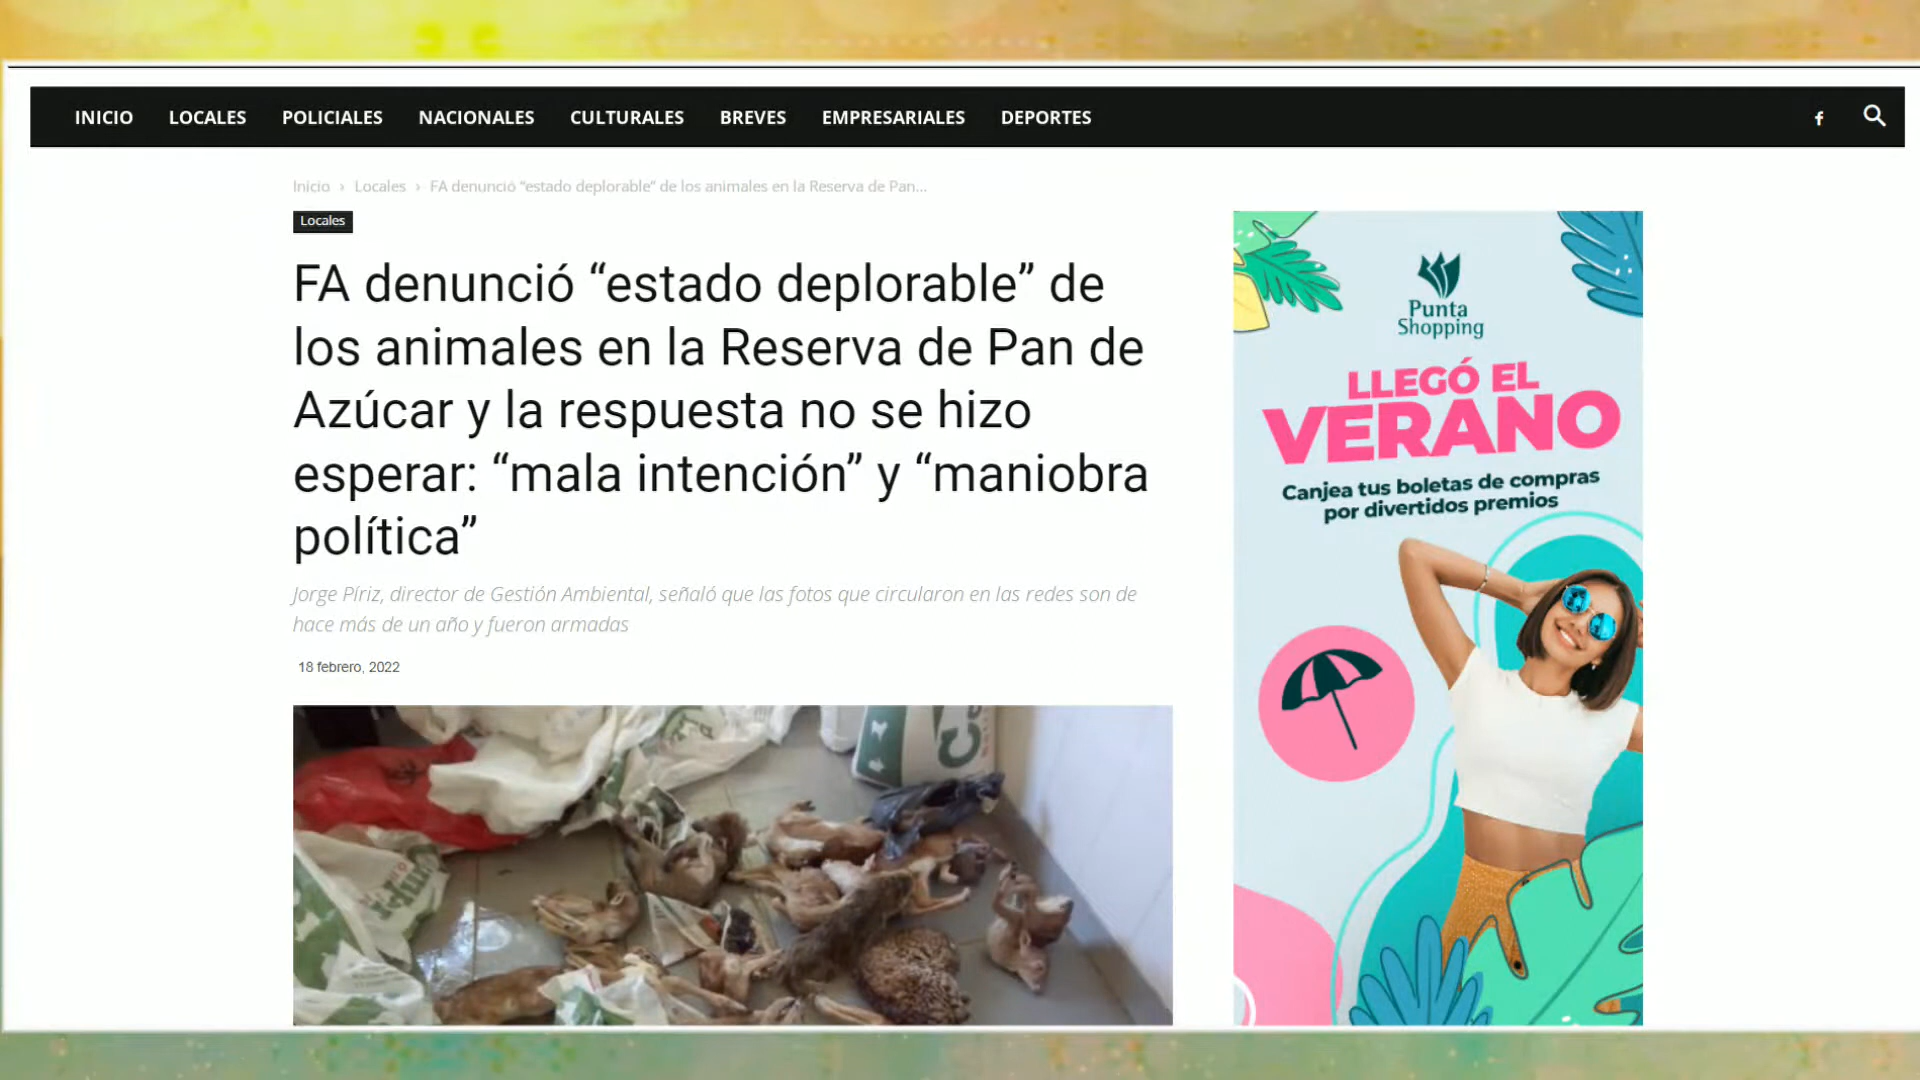 INICIO LOCALES POLICIALES NACIONALES CULTURALES BREVES EMPRESARIALES DEPORTES
Inicio › Locales › FA denunció “estado deplorable” de los animales en la Reserva de Pan...
Locales
FA denunció “estado deplorable” de
los animales en la Reserva de Pan de
Azúcar y la respuesta no se hizo
esperar: “mala intención” y “maniobra
política”
Jorge Píriz, director de Gestión Ambiental, señaló que las fotos que circularon en las redes son de
hace más de un año y fueron armadas
18 febrero, 2022
Punta
Shopping
LLEGÓ EL
VERANO
Canjea tus boletas de compras
por divertidos premios